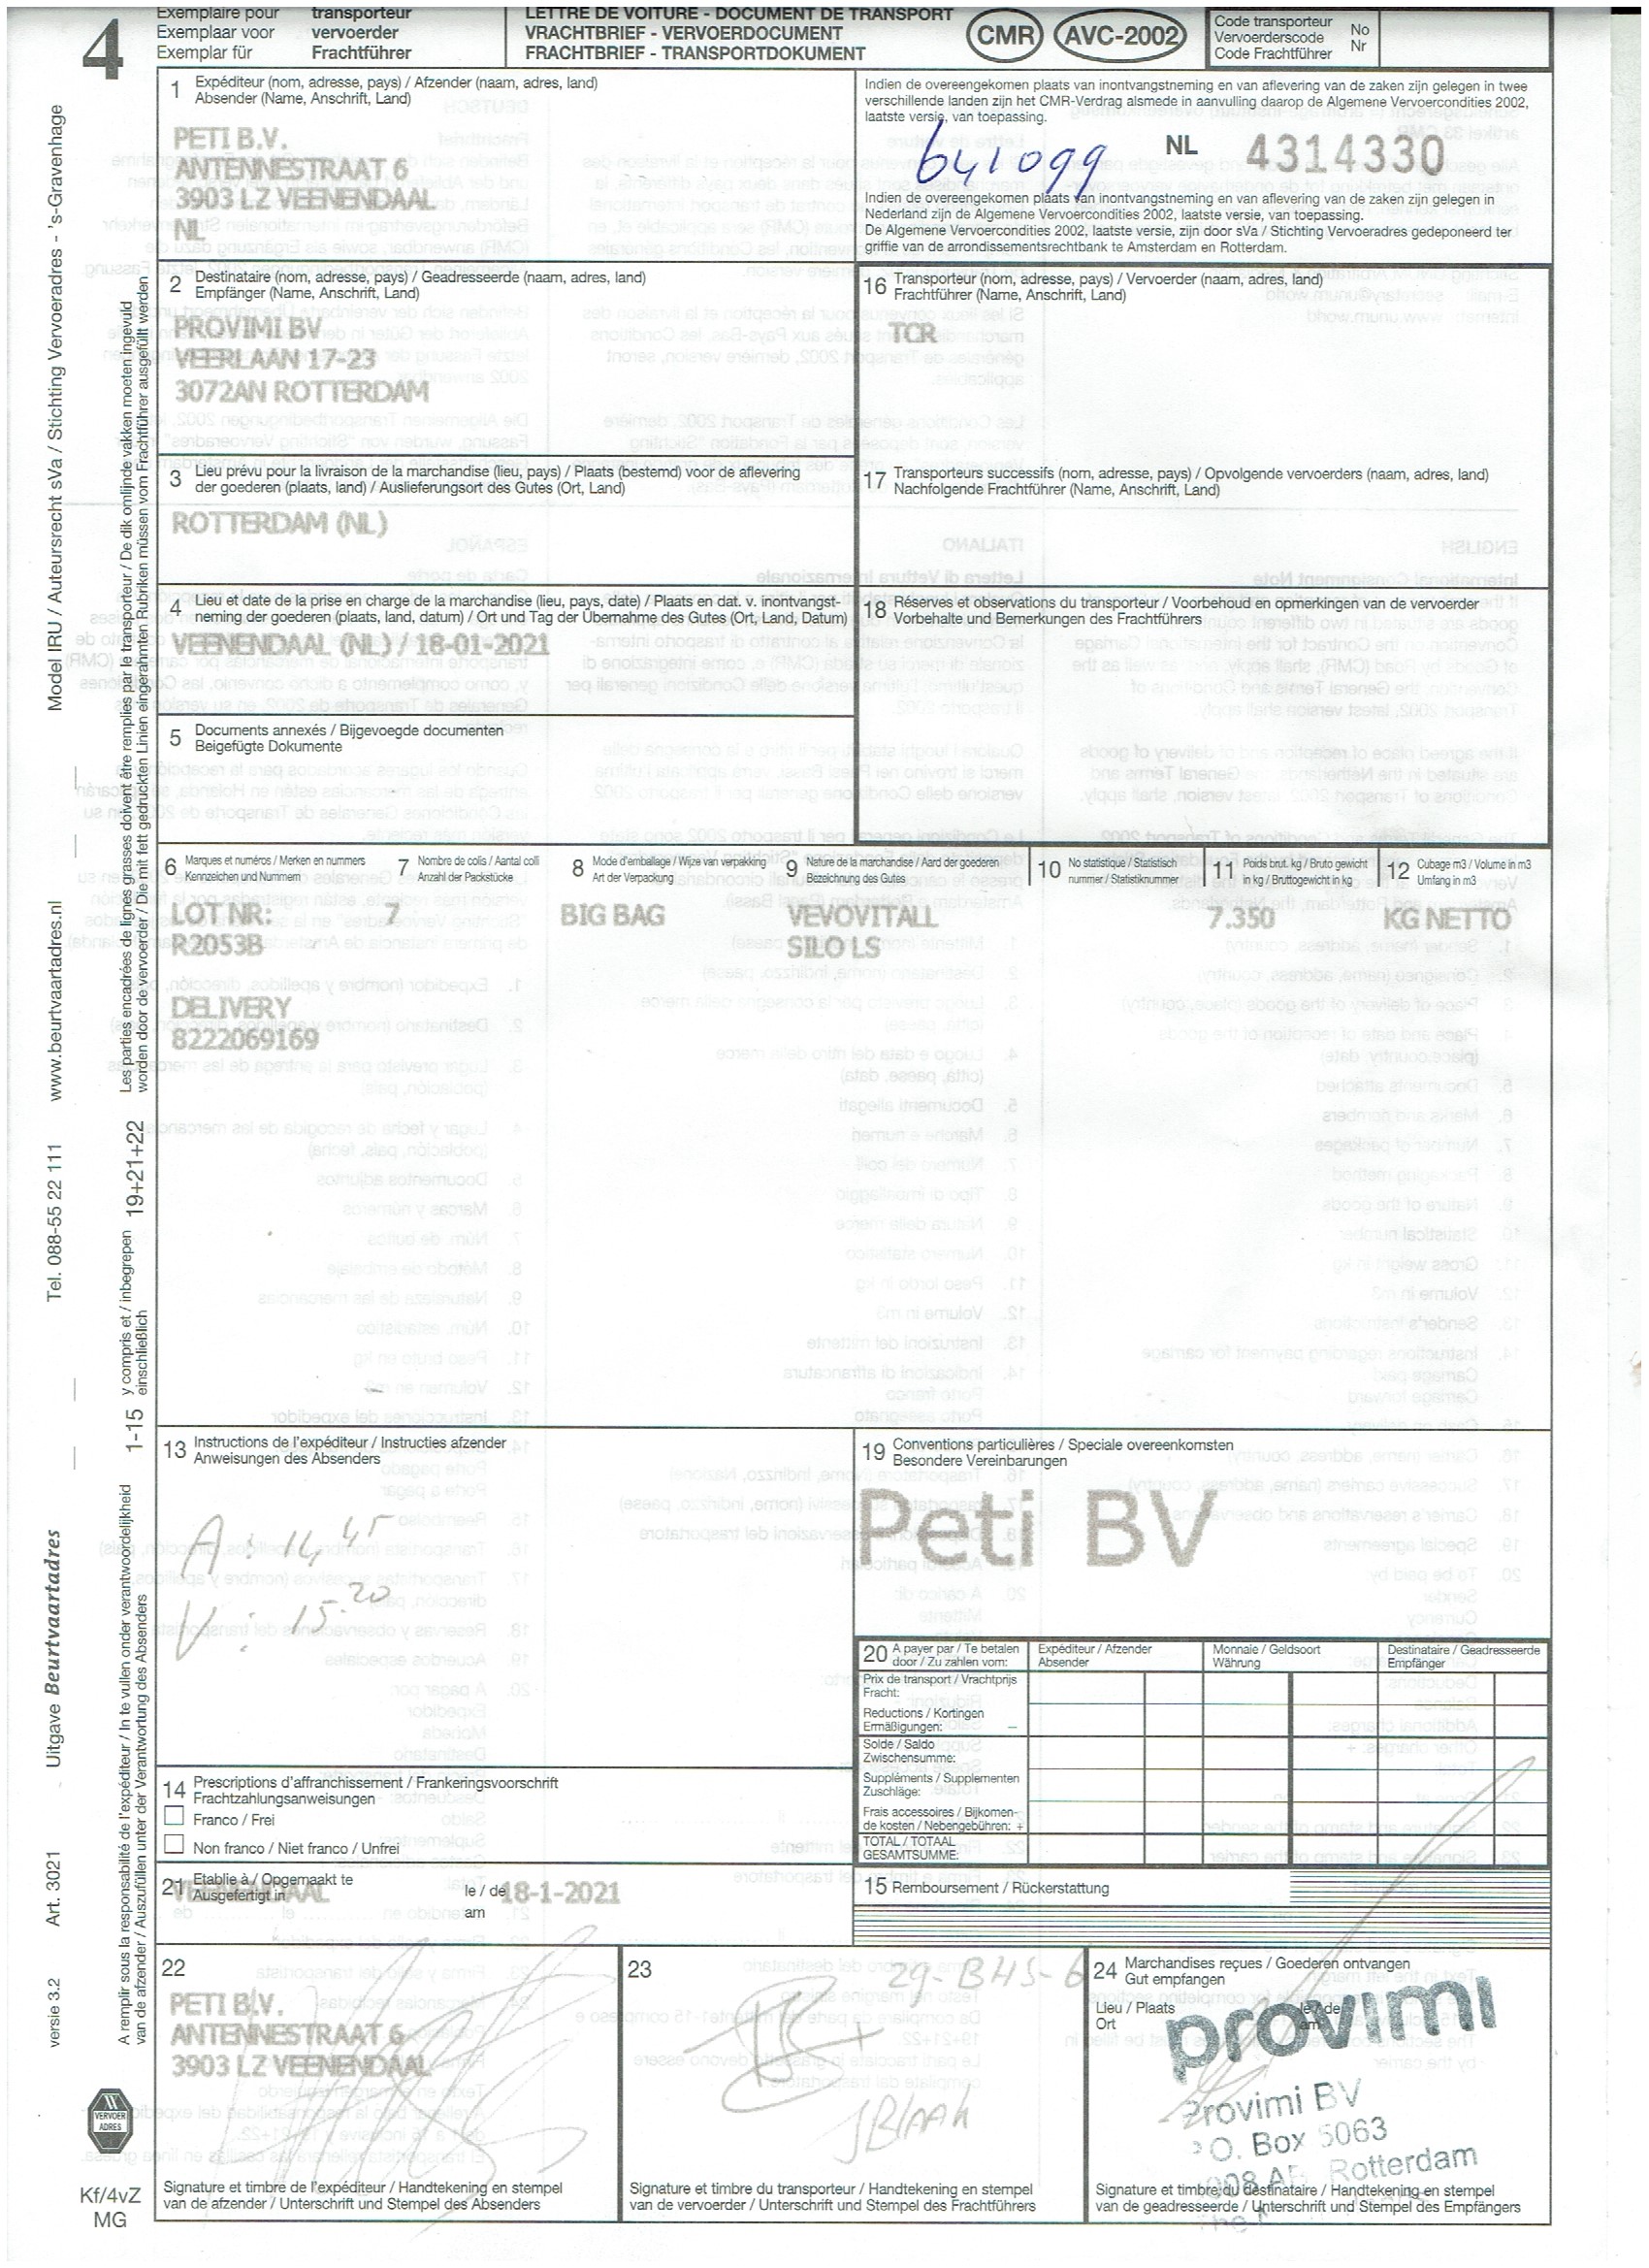 4
Exemplaire pour transporteur
Exemplaar voor vervoerder
Exemplar für Frachtführer
LETTRE DE VOITURE - DOCUMENT DE TRANSPORT
VRACHTBRIEF - VERVOERDOCUMENT
FRACHTBRIEF - TRANSPORTDOKUMENT
CMR
AVC-2002
Code transporteur
Vervoerderscode
Code Frachtführer
No
Nr
1 Expéditeur (nom, adresse, pays) / Afzender (naam, adres, land)
Absender (Name, Anschrift, Land)
PETI B.V.
ANTENNESTRAAT 6
3903 LZ VEENENDAAL
NL
Indien de overeengekomen plaats van inontvangstneming en van aflevering van de zaken zijn gelegen in twee
verschillende landen zijn het CMR-Verdrag alsmede in aanvulling daarop de Algemene Vervoercondities 2002,
laatste versie, van toepassing.
641099
NL 4314330
Indien de overeengekomen plaats van inontvangstneming en van aflevering van de zaken zijn gelegen in
Nederland zijn de Algemene Vervoercondities 2002, laatste versie, van toepassing.
De Algemene Vervoercondities 2002, laatste versie, zijn door sVa / Stichting Vervoeradres gedeponeerd ter
griffie van de arrondissementsrechtbank te Amsterdam en Rotterdam.
2 Destinataire (nom, adresse, pays) / Geadresseerde (naam, adres, land)
Empfänger (Name, Anschrift, Land)
PROVIMI BV
VEERLAAN 17-23
3072AN ROTTERDAM
16 Transporteur (nom, adresse, pays) / Vervoerder (naam, adres, land)
Frachtführer (Name, Anschrift, Land)
TCR
3 Lieu prévu pour la livraison de la marchandise (lieu, pays) / Plaats (bestemd) voor de aflevering
der goederen (plaats, land) / Auslieferungsort des Gutes (Ort, Land)
ROTTERDAM (NL)
17 Transporteurs successifs (nom, adresse, pays) / Opvolgende vervoerders (naam, adres, land)
Nachfolgende Frachtführer (Name, Anschrift, Land)
4 Lieu et date de la prise en charge de la marchandise (lieu, pays, date) / Plaats en dat. v. inontvangst-
neming der goederen (plaats, land, datum) / Ort und Tag der Übernahme des Gutes (Ort, Land, Datum)
VEENENDAAL (NL) / 18-01-2021
18 Réserves et observations du transporteur / Voorbehoud en opmerkingen van de vervoerder
Vorbehalte und Bemerkungen des Frachtführers
5 Documents annexés / Bijgevoegde documenten
Beigefügte Dokumente
6 Marques et numéros / Merken en nummers
Kennzeichen und Nummern
7 Nombre de colis / Aantal colli
Anzahl der Packstücke
8 Mode d'emballage / Wijze van verpakking
Art der Verpackung
9 Nature de la marchandise / Aard der goederen
Bezeichnung des Gutes
10 No statistique / Statistisch
nummer / Statistiknummer
11 Poids brut. kg / Bruto gewicht
in kg / Bruttogewicht in kg
12 Cubage m3 / Volume in m3
Umfang in m3
LOT NR: 7 BIG BAG VEVOVITALL 7.350 KG NETTO
R2053B SILO LS
DELIVERY
8222069169
13 Instructions de l'expéditeur / Instructies afzender
Anweisungen des Absenders
A: 14,45
V: 15-20
19 Conventions particulières / Speciale overeenkomsten
Besondere Vereinbarungen
Peti BV
20 A payer par / Te betalen door / Zu zahlen vom:
Expéditeur / Afzender
Absender
Monnaie / Geldsoort
Währung
Destinataire / Geadresseerde
Empfänger
Prix de transport / Vrachtprijs
Fracht:
Reductions / Kortingen
Ermäßigungen: –
Solde / Saldo
Zwischensumme:
Suppléments / Supplementen
Zuschläge:
Frais accessoires / Bijkomen-
de kosten / Nebengebühren: +
TOTAL / TOTAAL
GESAMTSUMME:
14 Prescriptions d'affranchissement / Frankeringsvoorschrift
Frachtzahlungsanweisungen
Franco / Frei
Non franco / Niet franco / Unfrei
21 Etablie à / Opgemaakt te
Ausgefertigt in
VEENENDAAL
le / de
am
18-1-2021
15 Remboursement / Rückerstattung
22
PETI B.V.
ANTENNESTRAAT 6
3903 LZ VEENENDAAL
Signature et timbre de l'expéditeur / Handtekening en stempel
van de afzender / Unterschrift und Stempel des Absenders
23
29-BHS-6
Signature et timbre du transporteur / Handtekening en stempel
van de vervoerder / Unterschrift und Stempel des Frachtführers
24 Marchandises reçues / Goederen ontvangen
Gut empfangen
Lieu / Plaats
Ort
provimi
Provimi BV
P.O. Box 5063
Rotterdam
Signature et timbre du destinataire / Handtekening en stempel
van de geadresseerde / Unterschrift und Stempel des Empfängers
Model IRU / Auteursrecht sVa / Stichting Vervoeradres - 's-Gravenhage
www.beurtvaartadres.nl
Tel. 088-55 22 111
Uitgave Beurtvaartadres
Art. 3021
versie 3.2
Les parties encadrées de lignes grasses doivent être remplies par le transporteur / De dik omlijnde vakken moeten ingevuld
worden door de vervoerder / Die mit fett gedruckten Linien eingerahmten Rubriken müssen vom Frachtführer ausgefüllt werden
1-15 y compris et / inbegrepen 19+21+22
einschließlich
A remplir sous la responsabilité de l'expéditeur / In te vullen onder verantwoordelijkheid
van de afzender / Auszufüllen unter der Verantwortung des Absenders
VERVOER
ADRES
Kf/4vZ
MG